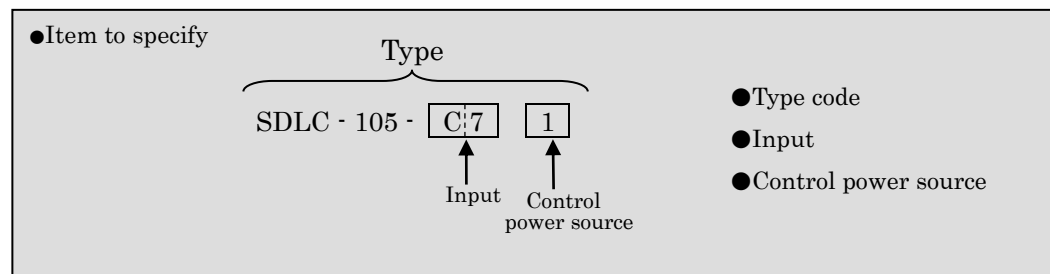 ●Item to specify
Type
SDLC - 105 - C 7 1
Input
Control
power source
●Type code
●Input
●Control power source